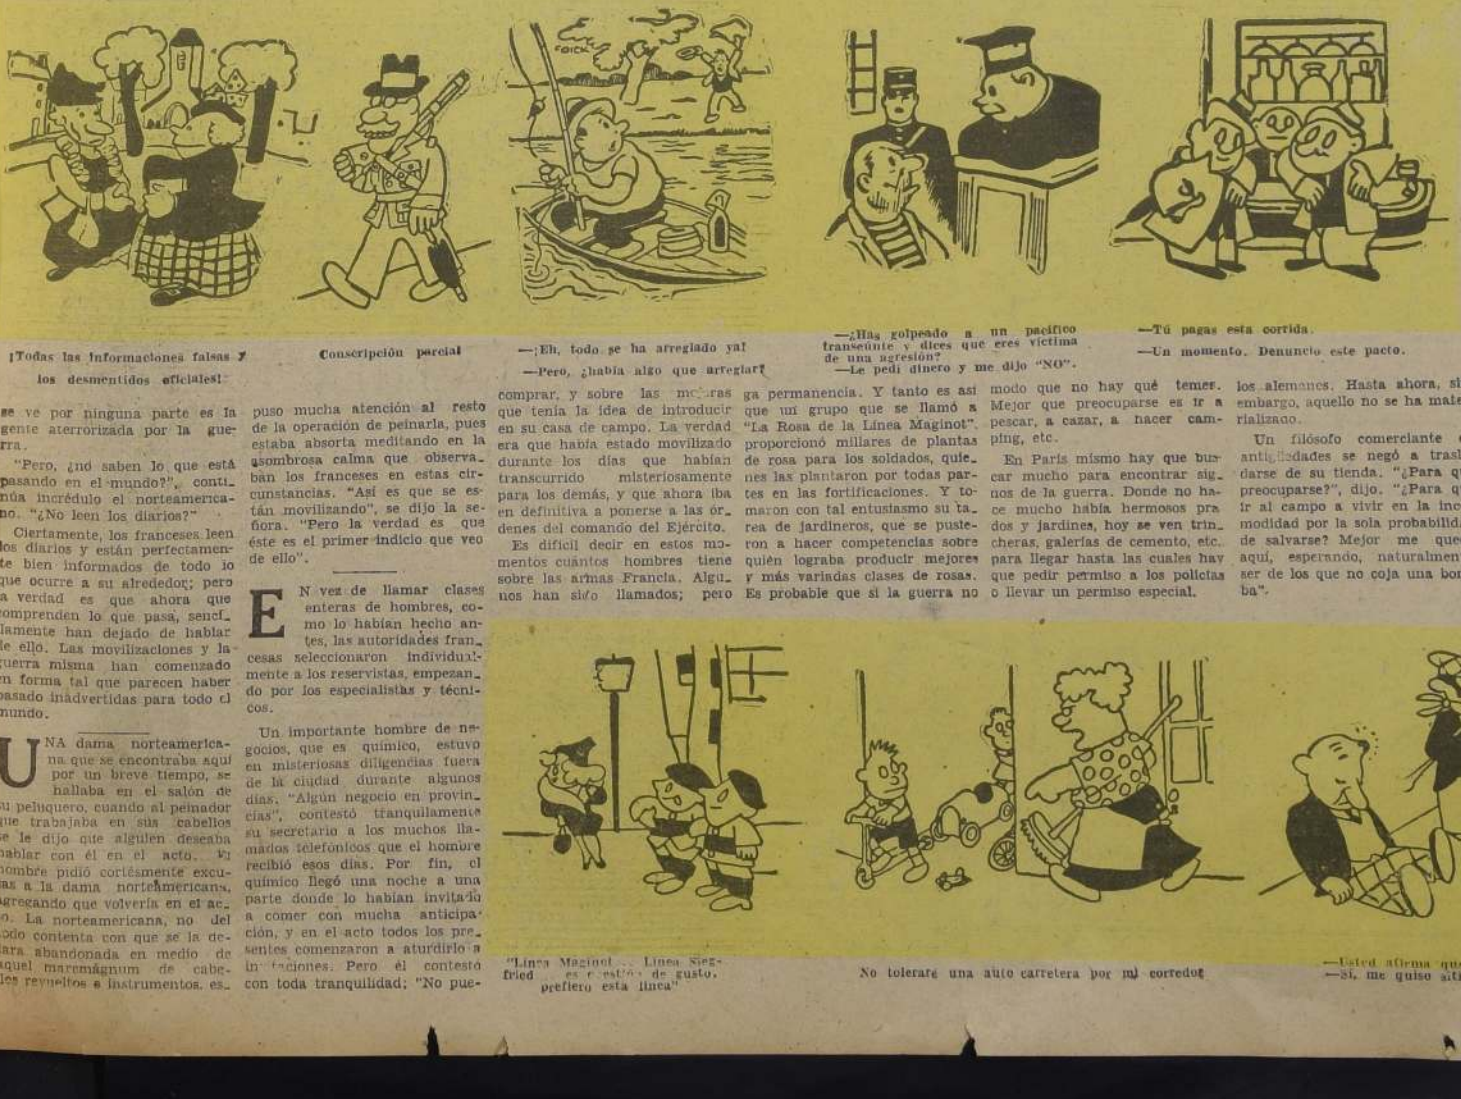 ¡Todas las informaciones falsas y
los desmentidos oficiales!
Conscripción parcial
—¡Eh, todo se ha arreglado ya!
—Pero, ¿había algo que arreglar?
—¿Has golpeado a un pacífico
transeúnte y dices que eres víctima
de una agresión?
—Le pedí dinero y me dijo "NO".
—Tú pagas esta corrida.
—Un momento. Denuncio este pacto.
se ve por ninguna parte es la
gente aterrorizada por la gue-
rra.
"Pero, ¿no saben lo que está
pasando en el mundo?", conti-
núa incrédulo el norteamerica-
no. "¿No leen los diarios?"
Ciertamente, los franceses leen
los diarios y están perfectamen-
te bien informados de todo lo
que ocurre a su alrededor; pero
a verdad es que ahora que
comprenden lo que pasa, senci-
lamente han dejado de hablar
de ello. Las movilizaciones y la
guerra misma han comenzado
en forma tal que parecen haber
pasado inadvertidas para todo el
mundo.
UNA dama norteamerica-
na que se encontraba aquí
por un breve tiempo, se
hallaba en el salón de
su peluquero, cuando al peinador
que trabajaba en sus cabellos
se le dijo que alguien deseaba
hablar con él en el acto.
hombre pidió cortésmente excu-
sas a la dama norteamericana,
agregando que volvería en el ac-
to. La norteamericana, no del
todo contenta con que se la de-
jara abandonada en medio de
aquel maremágnum de cabe-
llos revueltos e instrumentos, es-
puso mucha atención al resto
de la operación de peinarla, pues
estaba absorta meditando en la
asombrosa calma que observa-
ban los franceses en estas cir-
cunstancias. "Así es que se es-
tán movilizando", se dijo la se-
ñora. "Pero la verdad es que
éste es el primer indicio que veo
de ello".
EN vez de llamar clases
enteras de hombres, co-
mo lo habían hecho an-
tes, las autoridades fran-
cesas seleccionaron individual-
mente a los reservistas, empezan-
do por los especialistas y técni-
cos.
Un importante hombre de ne-
gocios, que es químico, estuvo
en misteriosas diligencias fuera
de la ciudad durante algunos
días. "Algún negocio en provin-
cias", contestó tranquilamente
su secretario a los muchos lla-
mados telefónicos que el hombre
recibió esos días. Por fin, el
químico llegó una noche a una
parte donde lo habían invitado
a comer con mucha anticipa-
ción, y en el acto todos los pre-
sentes comenzaron a aturdirlo a
in taciones. Pero él contestó
con toda tranquilidad: "No pue-
comprar, y sobre las mejoras
que tenía la idea de introducir
en su casa de campo. La verdad
era que había estado movilizado
durante los días que habían
transcurrido misteriosamente
para los demás, y que ahora iba
en definitiva a ponerse a las ór-
denes del comando del Ejército.
Es difícil decir en estos mo-
mentos cuántos hombres tiene
sobre las armas Francia. Algu-
nos han sido llamados; pero
ga permanencia. Y tanto es así
que un grupo que se llamó a
"La Rosa de la Línea Maginot".
proporcionó millares de plantas
de rosa para los soldados, quie-
nes las plantaron por todas par-
tes en las fortificaciones. Y to-
maron con tal entusiasmo su ta-
rea de jardineros, que se puste-
ron a hacer competencias sobre
quién lograba producir mejores
y más variadas clases de rosas.
Es probable que si la guerra no
modo que no hay qué temer.
Mejor que preocuparse es ir a
pescar, a cazar, a hacer cam-
ping, etc.
En París mismo hay que bus-
car mucho para encontrar sig-
nos de la guerra. Donde no ha-
ce mucho había hermosos pra
dos y jardines, hoy se ven trin-
cheras, galerías de cemento, etc..
para llegar hasta las cuales hay
que pedir permiso a los policías
o llevar un permiso especial.
los alemanes. Hasta ahora, si
embargo, aquello no se ha mate
rializado.
Un filósofo comerciante
antigüedades se negó a trasl
darse de su tienda. "¿Para q
preocuparse?", dijo. "¿Para q
ir al campo a vivir en la inc
modidad por la sola probabilid
de salvarse? Mejor me que
aquí, esperando, naturalmen
ser de los que no coja una bom
ba".
"Línea Maginot .. Línea Sieg-
fried es cuestión de gusto.
prefiero esta línea"
No toleraré una auto carretera por mi corredor
—Usted afirma que
—Sí, me quiso